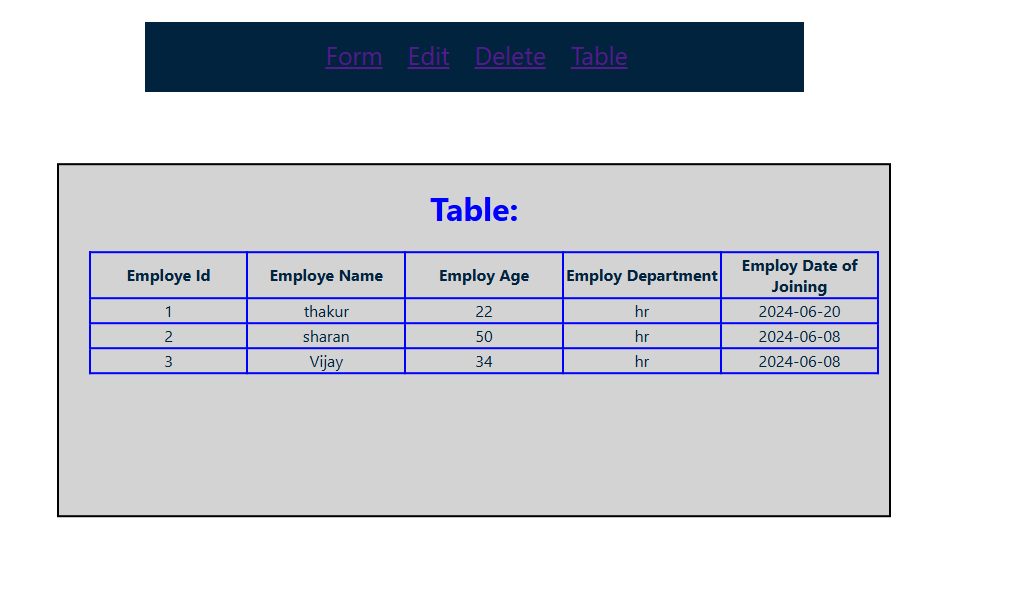 Form Edit Delete Table
Table:
Employe Id Employe Name Employ Age Employ Department Employ Date of Joining
1 thakur 22 hr 2024-06-20
2 sharan 50 hr 2024-06-08
3 Vijay 34 hr 2024-06-08